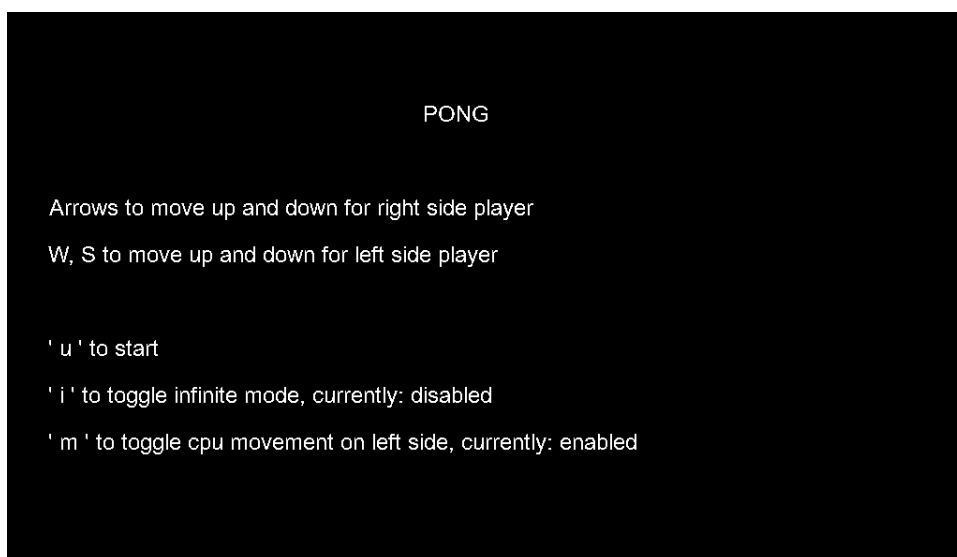 PONG
Arrows to move up and down for right side player
W, S to move up and down for left side player
' u ' to start
' i ' to toggle infinite mode, currently: disabled
' m ' to toggle cpu movement on left side, currently: enabled